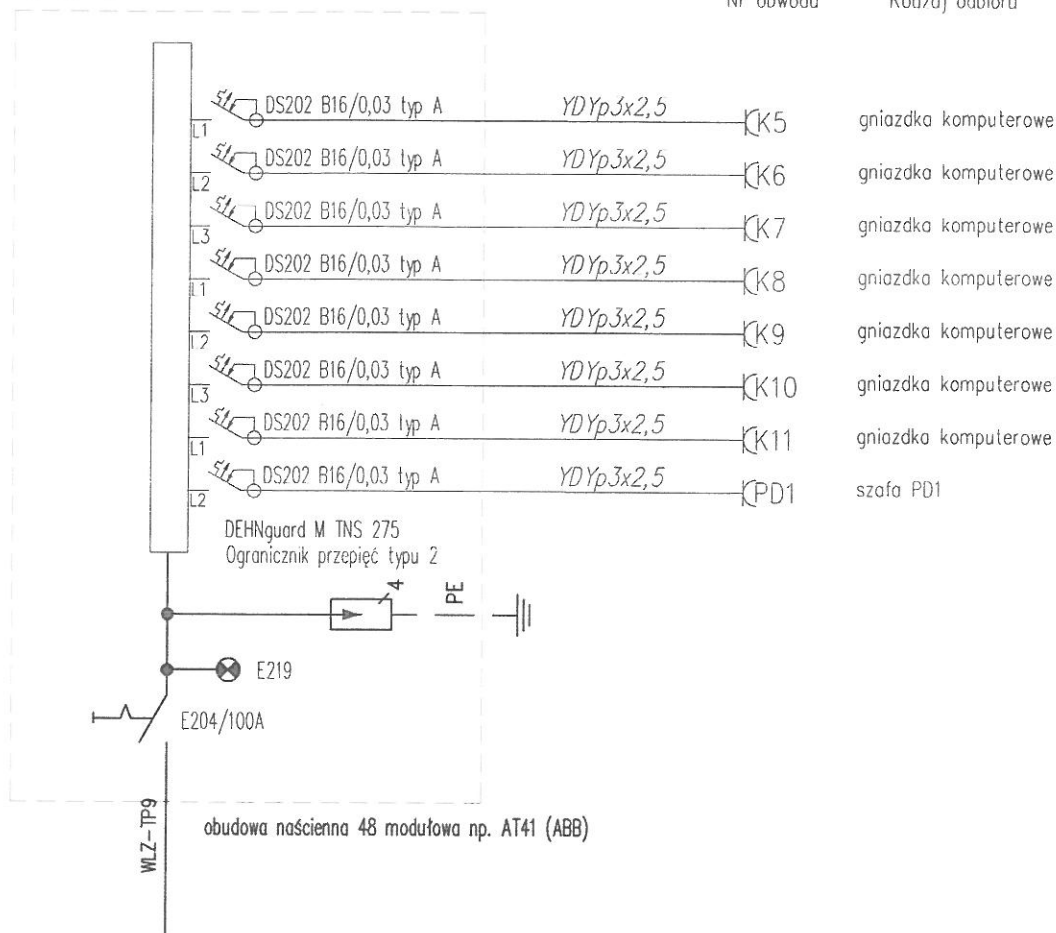 Nr obwodu Rodzaj odbioru
DS202 B16/0,03 typ A YDYp3x2,5 K5 gniazdka komputerowe
L1
DS202 B16/0,03 typ A YDYp3x2,5 K6 gniazdka komputerowe
L2
DS202 B16/0,03 typ A YDYp3x2,5 K7 gniazdka komputerowe
L3
DS202 B16/0,03 typ A YDYp3x2,5 K8 gniazdka komputerowe
L1
DS202 B16/0,03 typ A YDYp3x2,5 K9 gniazdka komputerowe
L2
DS202 B16/0,03 typ A YDYp3x2,5 K10 gniazdka komputerowe
L3
DS202 B16/0,03 typ A YDYp3x2,5 K11 gniazdka komputerowe
L1
DS202 B16/0,03 typ A YDYp3x2,5 PD1 szafa PD1
L2
DEHNguard M TNS 275
Ogranicznik przepięć typu 2
4
PE
E219
E204/100A
WLZ-TP9
obudowa naścienna 48 modułowa np. AT41 (ABB)